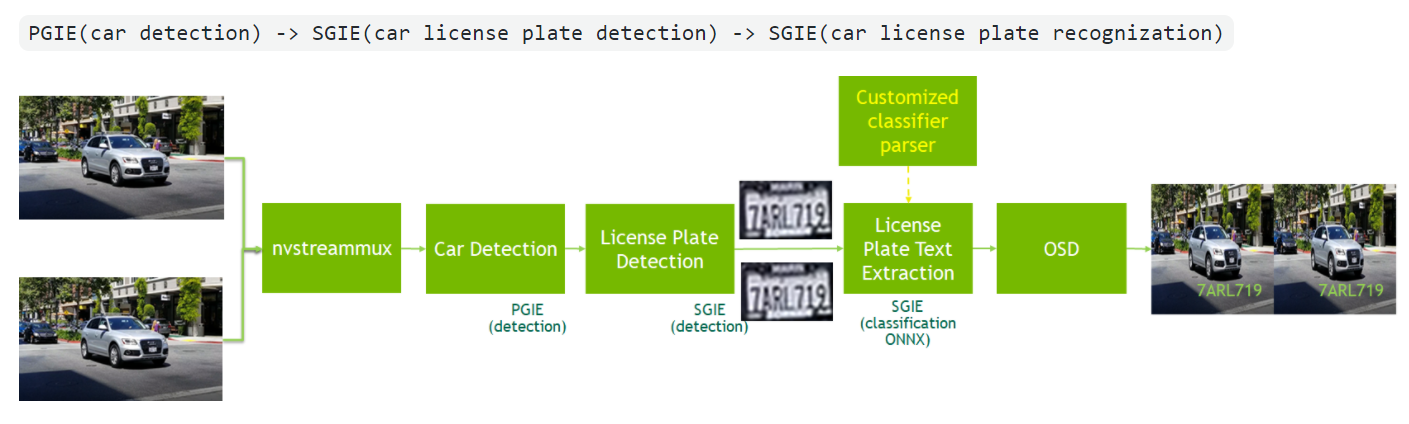 PGIE(car detection) -> SGIE(car license plate detection) -> SGIE(car license plate recognization)
Customized
classifier
parser
MARIN
7ARL719
nvstreammux
Car Detection
License Plate
Detection
License
Plate Text
Extraction
OSD
7ARL719
7ARL719
MARIN
7ARL719
PGIE
(detection)
SGIE
(detection)
SGIE
(classification
ONNX)